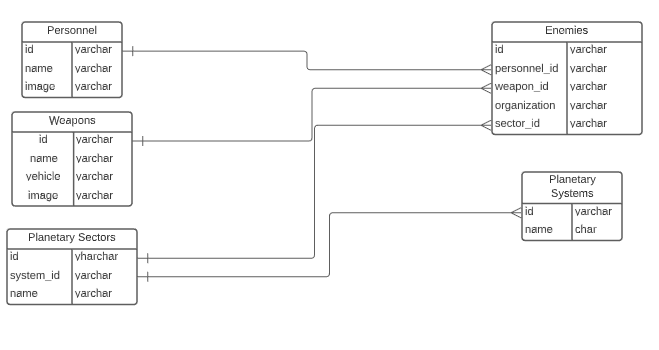 Personnel
id varchar
name varchar
image varchar
Weapons
id varchar
name varchar
vehicle varchar
image varchar
Planetary Sectors
id vharchar
system_id varchar
name varchar
Enemies
id varchar
personnel_id varchar
weapon_id varchar
organization varchar
sector_id varchar
Planetary
Systems
id varchar
name char